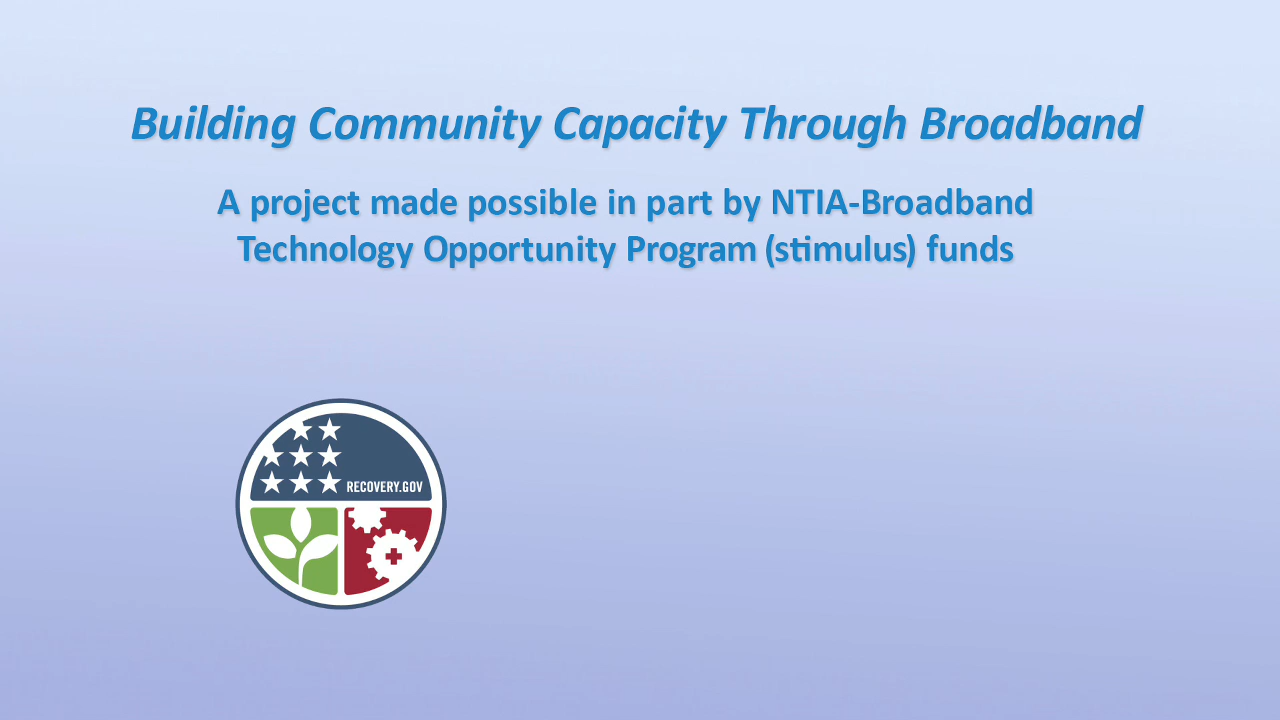 Building Community Capacity Through Broadband
A project made possible in part by NTIA-Broadband
Technology Opportunity Program (stimulus) funds
RECOVERY.GOV